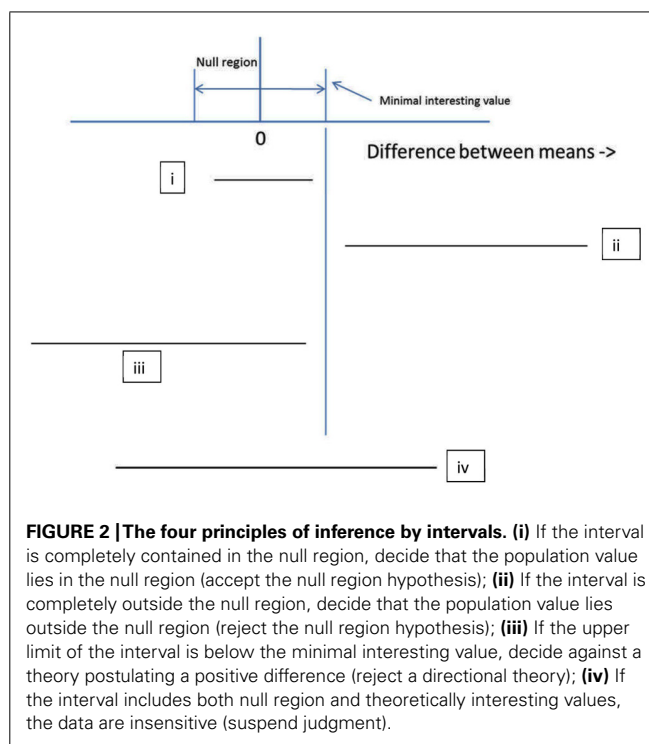 Null region
Minimal interesting value
0
Difference between means ->
i
ii
iii
iv
FIGURE 2 | The four principles of inference by intervals. (i) If the interval
is completely contained in the null region, decide that the population value
lies in the null region (accept the null region hypothesis); (ii) If the interval is
completely outside the null region, decide that the population value lies
outside the null region (reject the null region hypothesis); (iii) If the upper
limit of the interval is below the minimal interesting value, decide against a
theory postulating a positive difference (reject a directional theory); (iv) If
the interval includes both null region and theoretically interesting values,
the data are insensitive (suspend judgment).